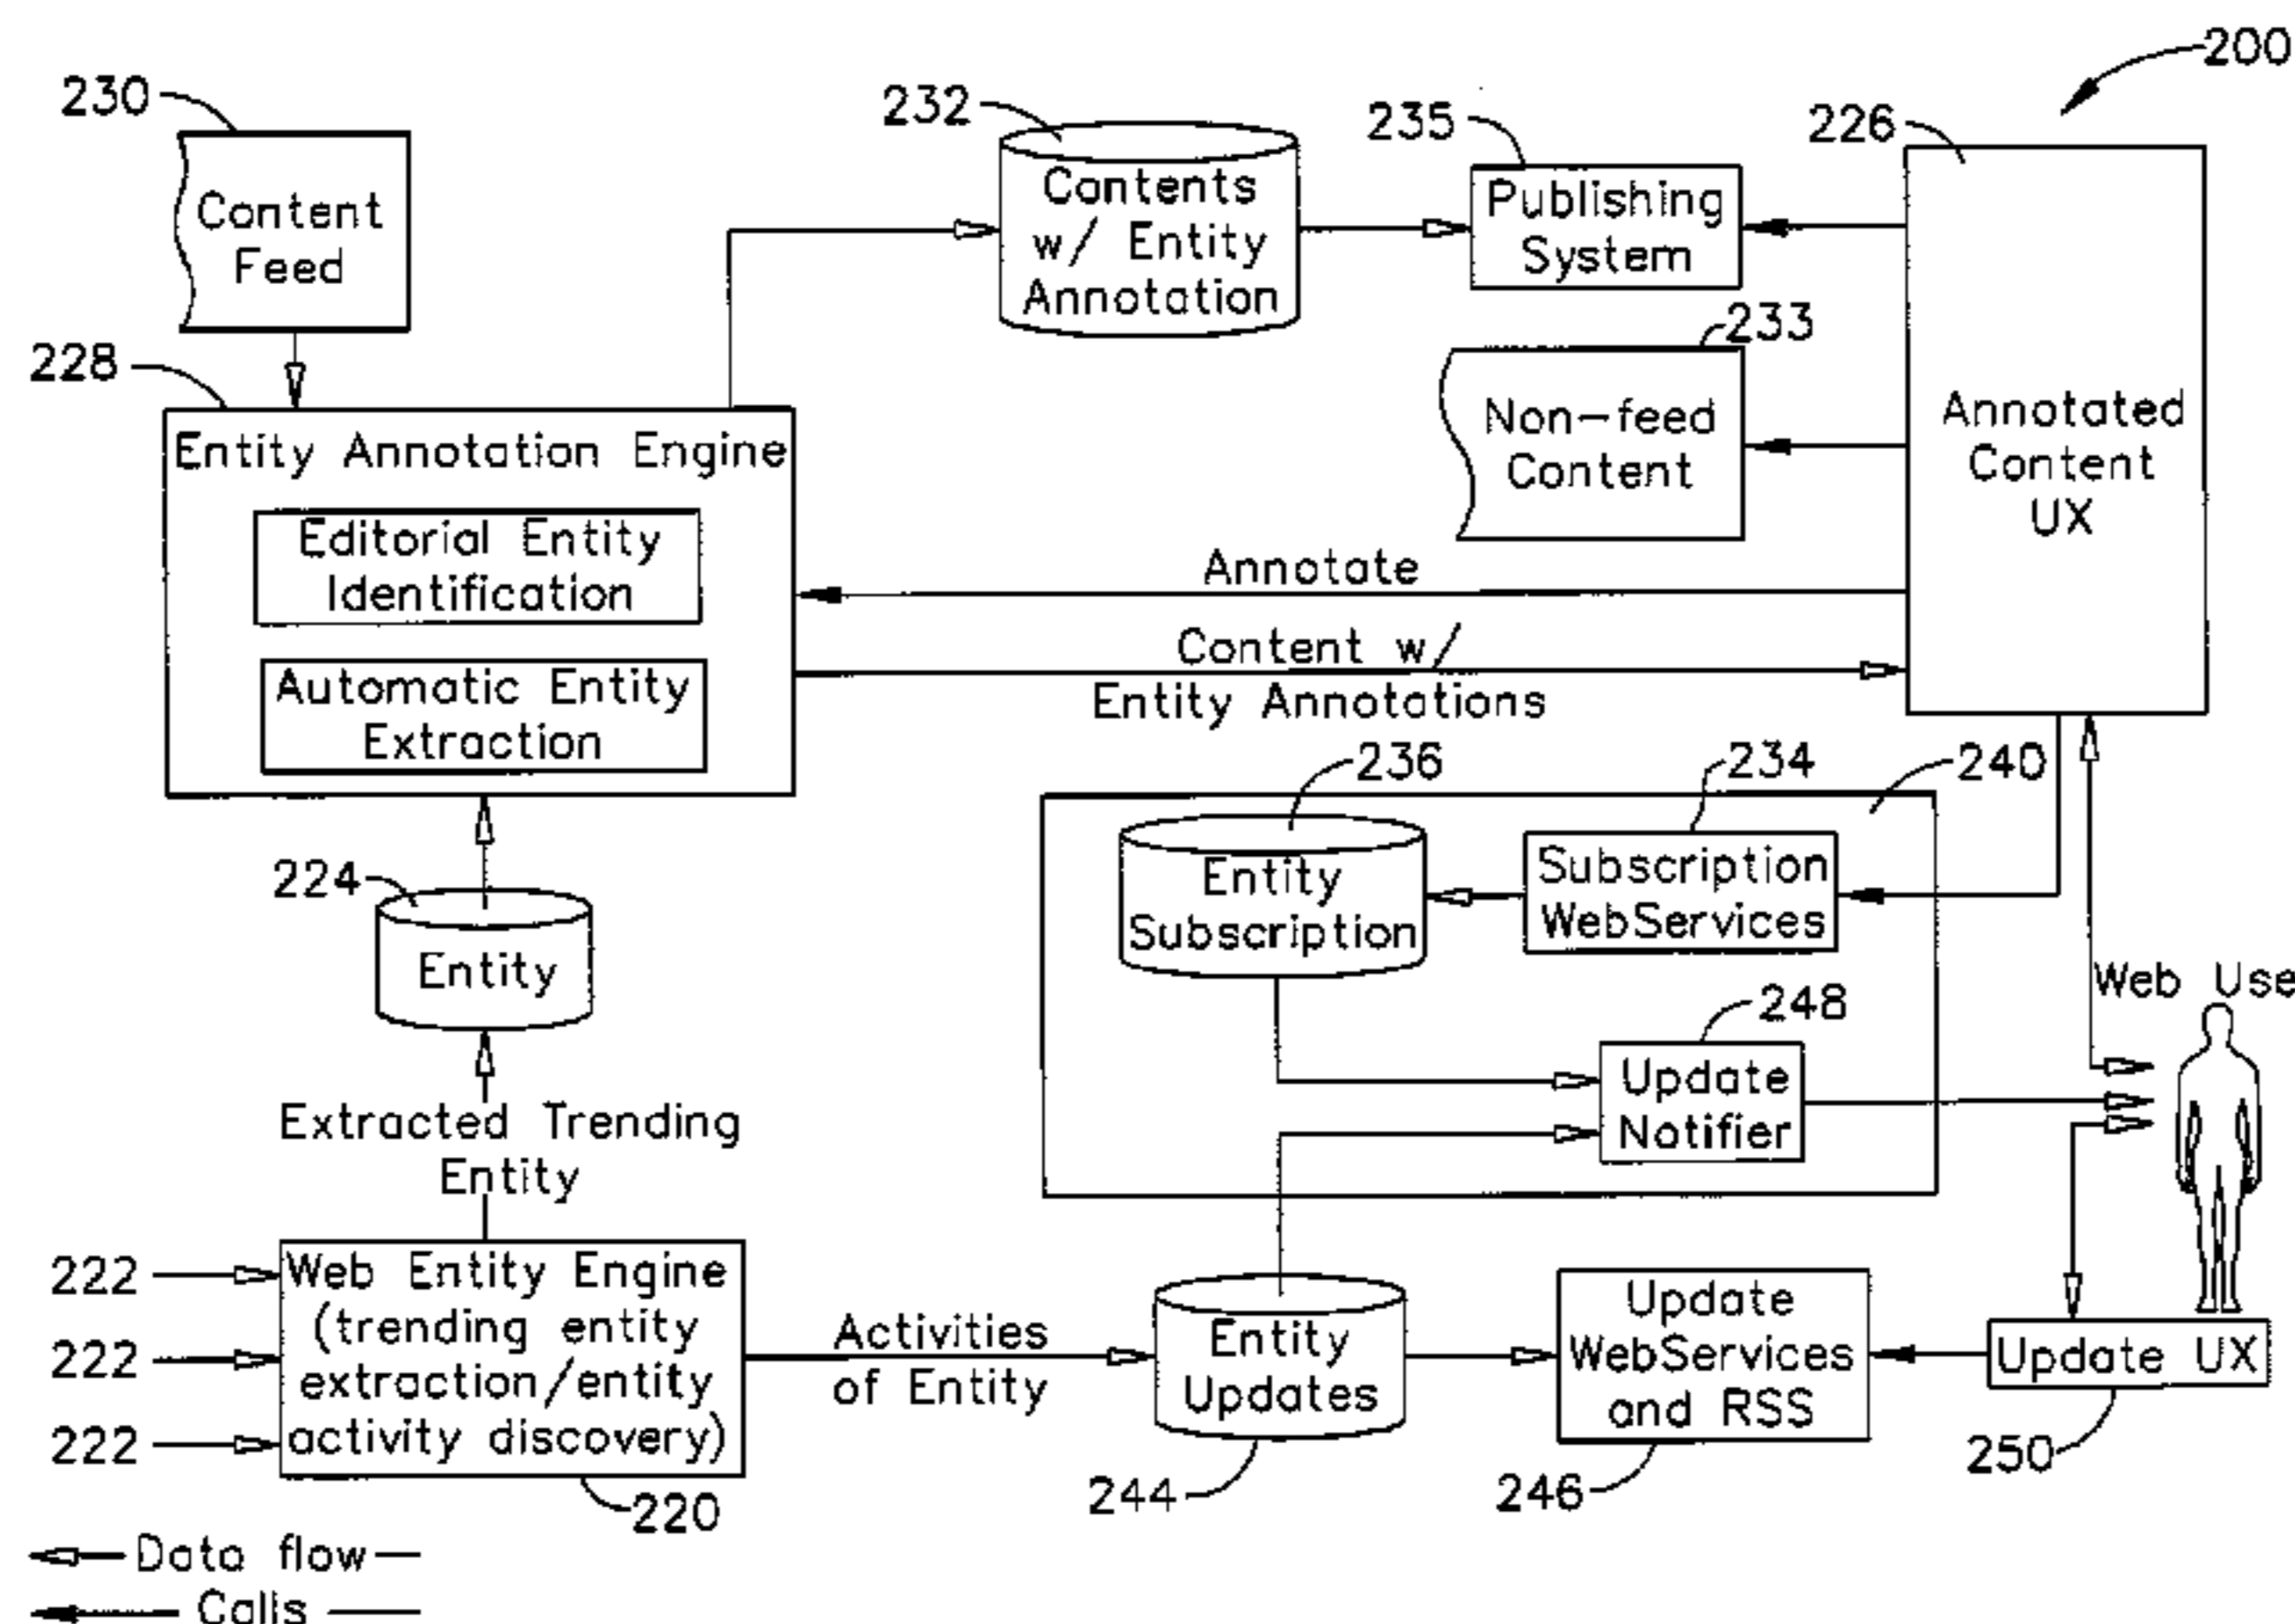 200
230
232
235
226
Content
Feed
Contents
w/ Entity
Annotation
Publishing
System
233
228
Non-feed
Content
Annotated
Content
UX
Entity Annotation Engine
Editorial Entity
Identification
Automatic Entity
Extraction
Annotate
Content w/
Entity Annotations
236
234
240
224
Entity
Entity
Subscription
Subscription
WebServices
Web Use
248
Update
Notifier
Extracted Trending
Entity
222
222
222
Web Entity Engine
(trending entity
extraction/entity
activity discovery)
220
Activities
of Entity
Entity
Updates
244
Update
WebServices
and RSS
246
Update UX
250
Data flow
Calls